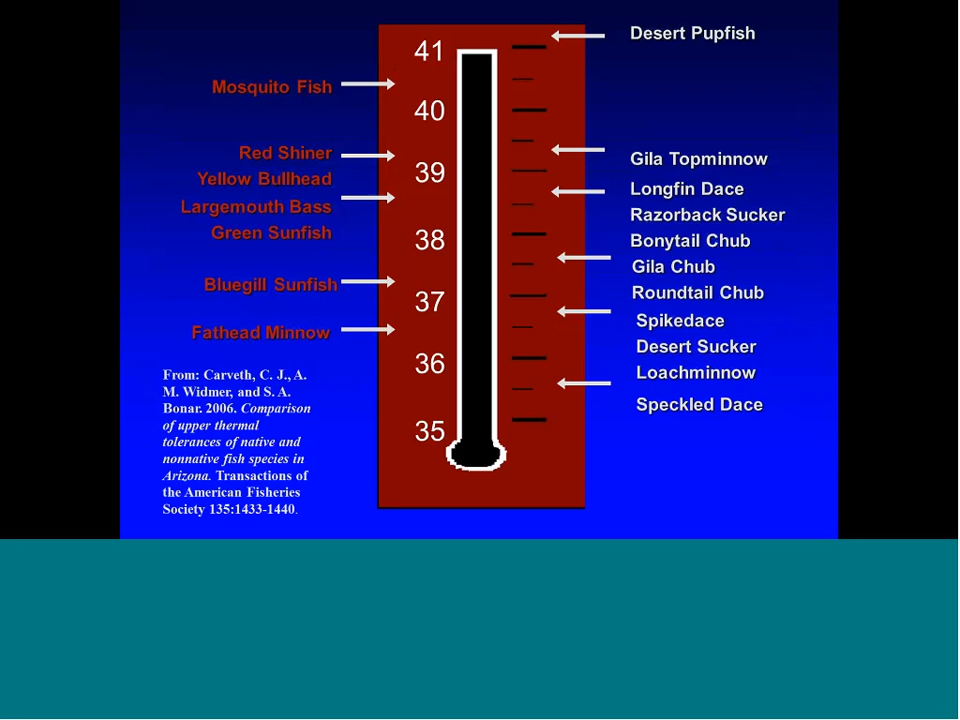 Desert Pupfish
41
Mosquito Fish
40
Red Shiner
Gila Topminnow
39
Yellow Bullhead
Longfin Dace
Largemouth Bass
Razorback Sucker
Green Sunfish
38
Bonytail Chub
Gila Chub
Bluegill Sunfish
Roundtail Chub
37
Spikedace
Fathead Minnow
Desert Sucker
36
Loachminnow
Speckled Dace
35
From: Carveth, C. J., A.
M. Widmer, and S. A.
Bonar. 2006. Comparison
of upper thermal
tolerances of native and
nonnative fish species in
Arizona. Transactions of
the American Fisheries
Society 135:1433-1440.